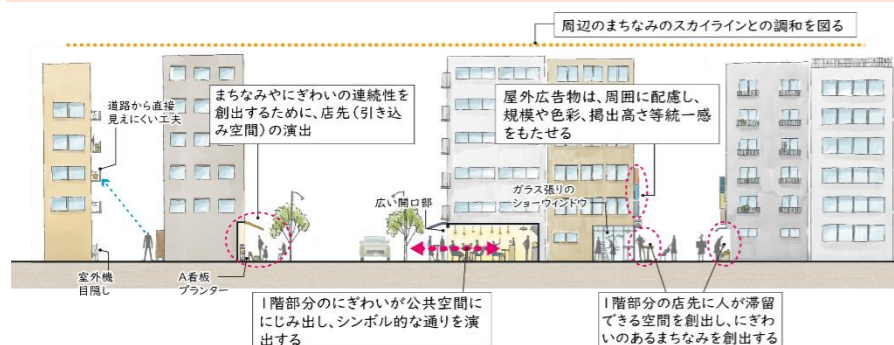 周辺のまちなみのスカイラインとの調和を図る
まちなみやにぎわいの連続性を
創出するために、店先(引き込
み空間)の演出
屋外広告物は、周囲に配慮し、
規模や色彩、掲出高さ等統一感
をもたせる
道路から直接
見えにくい工夫
広い開口部
ガラス張りの
ショーウィンドウ
室外機
目隠し
A看板
プランター
1階部分のにぎわいが公共空間に
にじみ出し、シンボル的な通りを演
出する
1階部分の店先に人が滞留
できる空間を創出し、にぎわ
いのあるまちなみを創出する